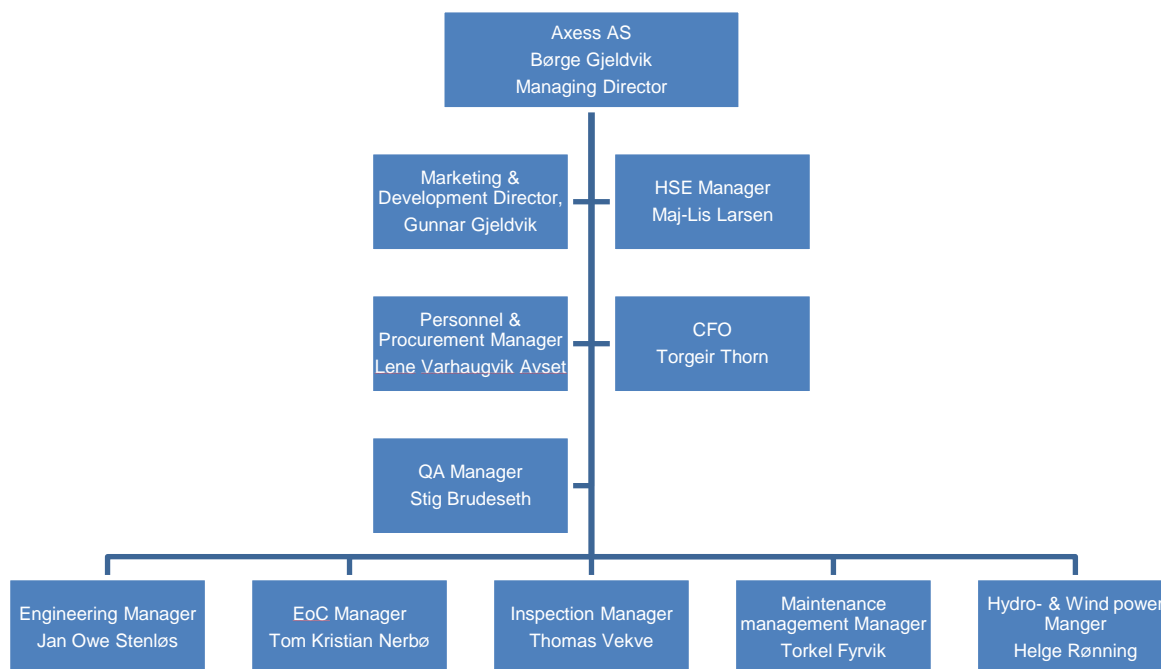 Axess AS
Børge Gjeldvik
Managing Director
Marketing &
Development Director,
Gunnar Gjeldvik
HSE Manager
Maj-Lis Larsen
Personnel &
Procurement Manager
Lene Varhaugvik Avset
CFO
Torgeir Thorn
QA Manager
Stig Brudeseth
Engineering Manager
Jan Owe Stenløs
EoC Manager
Tom Kristian Nerbø
Inspection Manager
Thomas Vekve
Maintenance
management Manager
Torkel Fyrvik
Hydro- & Wind power
Manger
Helge Rønning